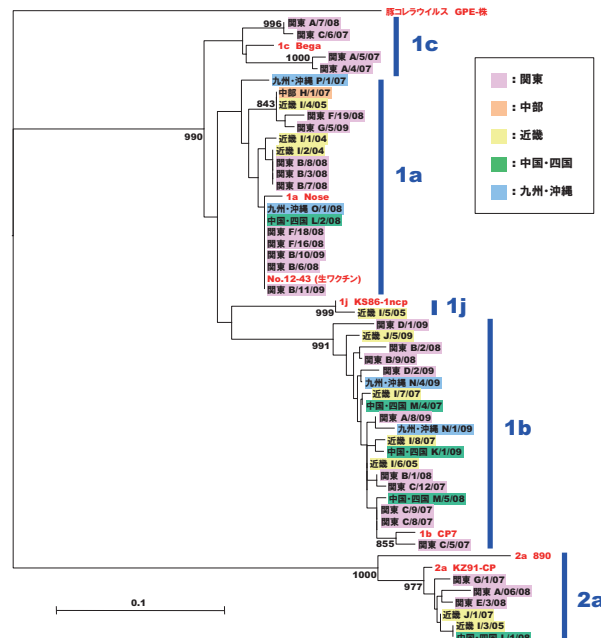 豚コレラウイルス GPE-株
996
関東 A/7/08
関東 C/6/07
1c Bega
1000
関東 A/5/07
関東 A/4/07
1c
九州・沖縄 P/1/07
中部 H/1/07
843
近畿 I/4/05
関東 F/19/08
関東 G/5/09
990
近畿 I/1/04
近畿 I/2/04
関東 B/8/08
関東 B/3/08
関東 B/7/08
1a
1a Nose
九州・沖縄 O/1/08
中国・四国 L/2/08
関東 F/18/08
関東 F/16/08
関東 B/10/09
関東 B/6/08
No.12-43 (生ワクチン)
関東 B/11/09
1j KS86-1ncp
999
近畿 I/5/05
1j
関東 D/1/09
991
近畿 J/5/09
関東 B/2/08
関東 B/9/08
関東 D/2/09
九州・沖縄 N/4/09
近畿 I/7/07
中国・四国 M/4/07
関東 A/8/09
九州・沖縄 N/1/09
1b
近畿 I/8/07
中国・四国 K/1/09
近畿 I/6/05
関東 B/1/08
関東 C/12/07
中国・四国 M/5/08
関東 C/9/07
関東 C/8/07
1b CP7
855
関東 C/5/07
2a 890
1000
2a KZ91-CP
977
関東 G/1/07
関東 A/06/08
関東 E/3/08
2a
近畿 J/1/07
近畿 I/3/05
中国・四国 L/1/08
0.1
：関東
：中部
：近畿
：中国・四国
：九州・沖縄